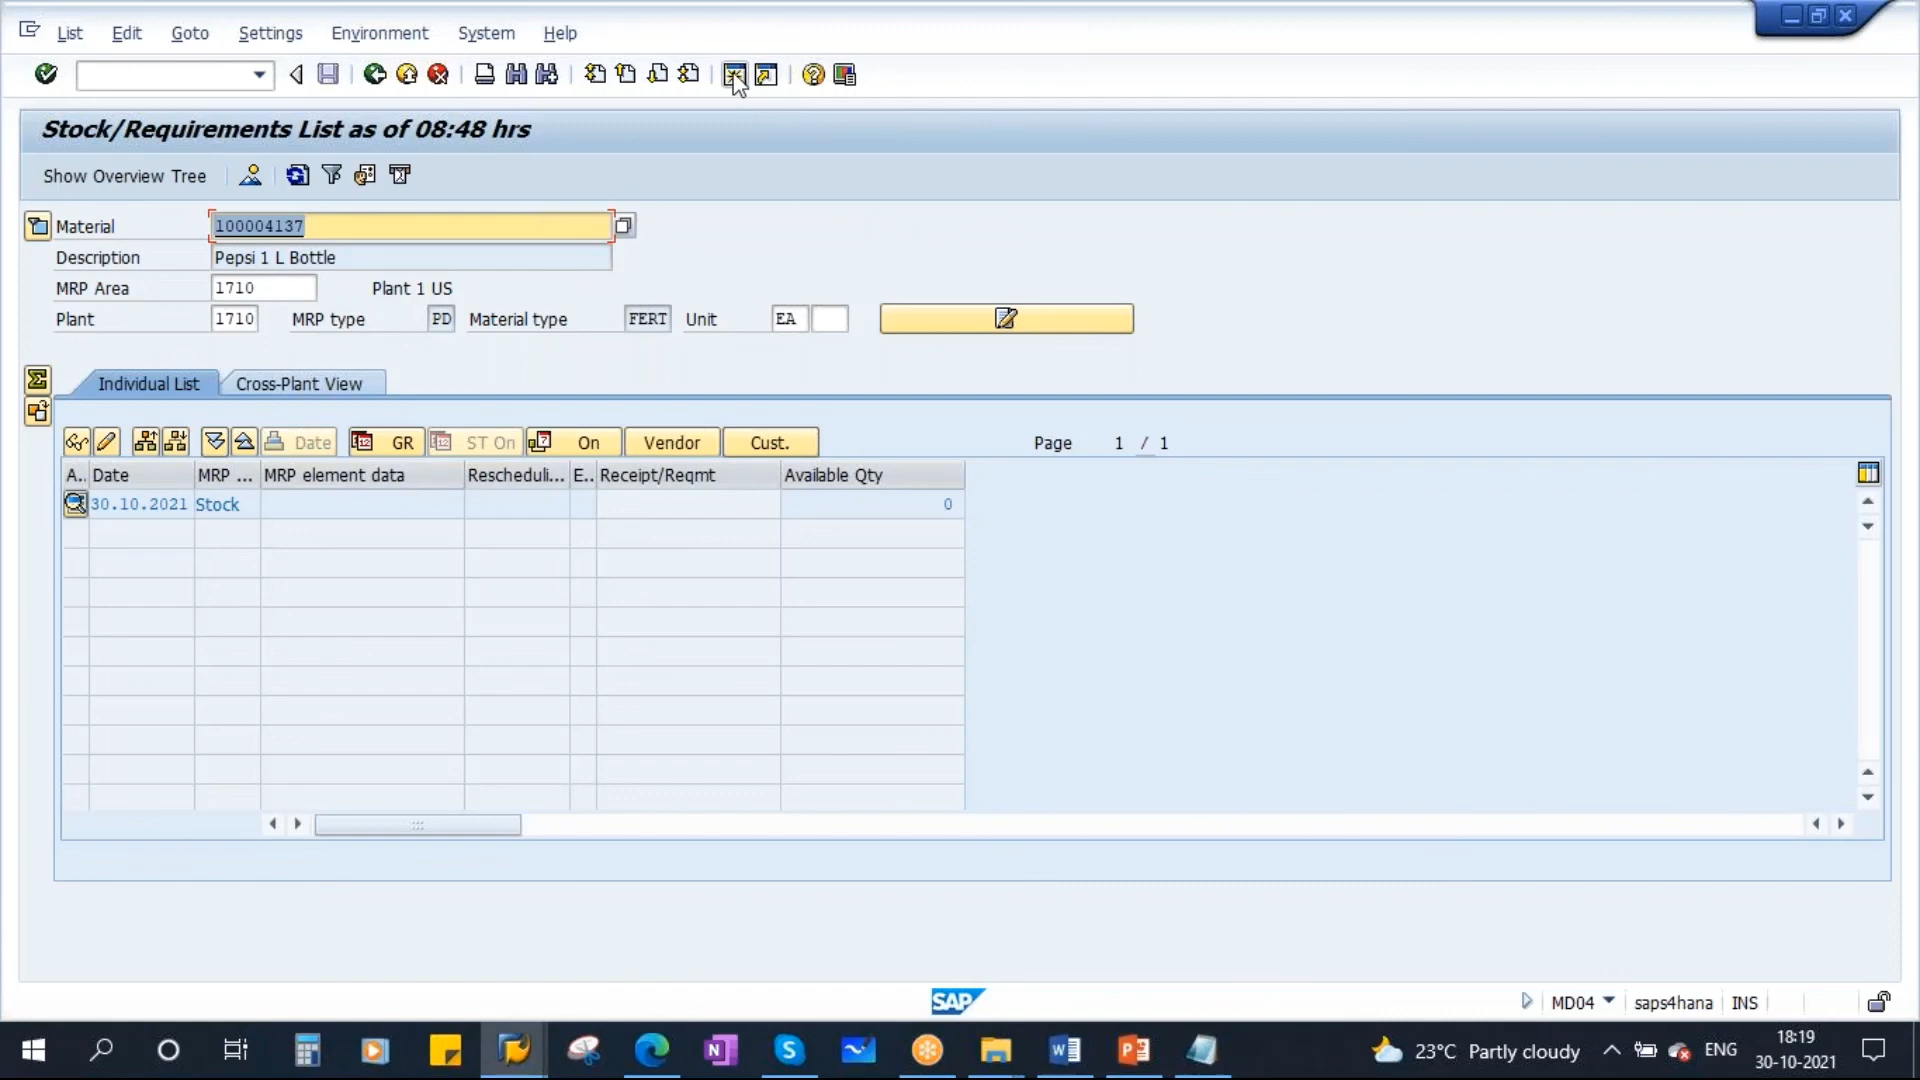 List Edit Goto Settings Environment System Help
Stock/Requirements List as of 08:48 hrs
Show Overview Tree
Material 100004137
Description Pepsi 1 L Bottle
MRP Area 1710 Plant 1 US
Plant 1710 MRP type PD Material type FERT Unit EA
Individual List Cross-Plant View
Date GR ST On On Vendor Cust. Page 1 / 1
A.. Date MRP ... MRP element data Rescheduli... E.. Receipt/Reqmt Available Qty
30.10.2021 Stock 0
SAP MD04 saps4hana INS
23°C Partly cloudy ENG 18:19
30-10-2021